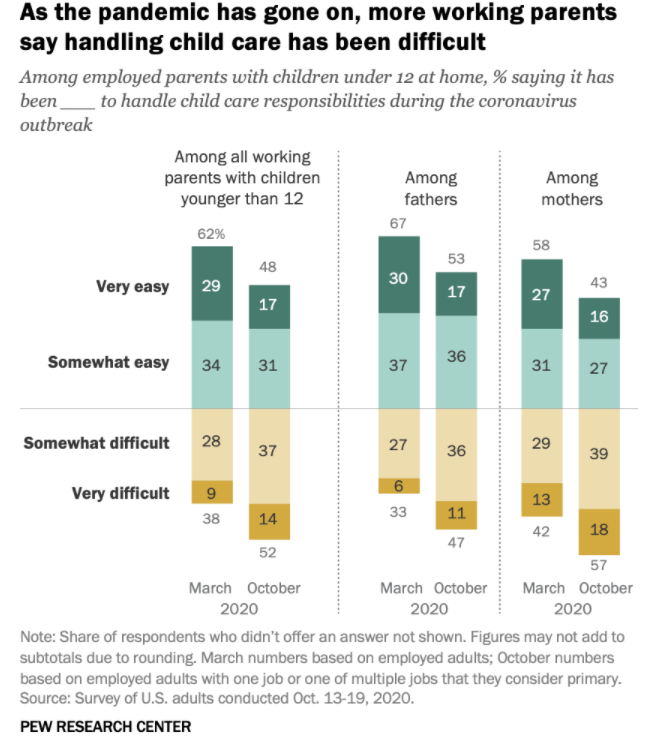 As the pandemic has gone on, more working parents
say handling child care has been difficult
Among employed parents with children under 12 at home, % saying it has
been ___ to handle child care responsibilities during the coronavirus
outbreak
Among all working
parents with children
younger than 12
Among
fathers
Among
mothers
62%
48
67
53
58
43
Very easy
29
17
30
17
27
16
Somewhat easy
34
31
37
36
31
27
Somewhat difficult
28
37
27
36
29
39
Very difficult
9
14
6
11
13
18
38
52
33
47
42
57
March October
2020
March October
2020
March October
2020
Note: Share of respondents who didn't offer an answer not shown. Figures may not add to
subtotals due to rounding. March numbers based on employed adults; October numbers
based on employed adults with one job or one of multiple jobs that they consider primary.
Source: Survey of U.S. adults conducted Oct. 13-19, 2020.
PEW RESEARCH CENTER